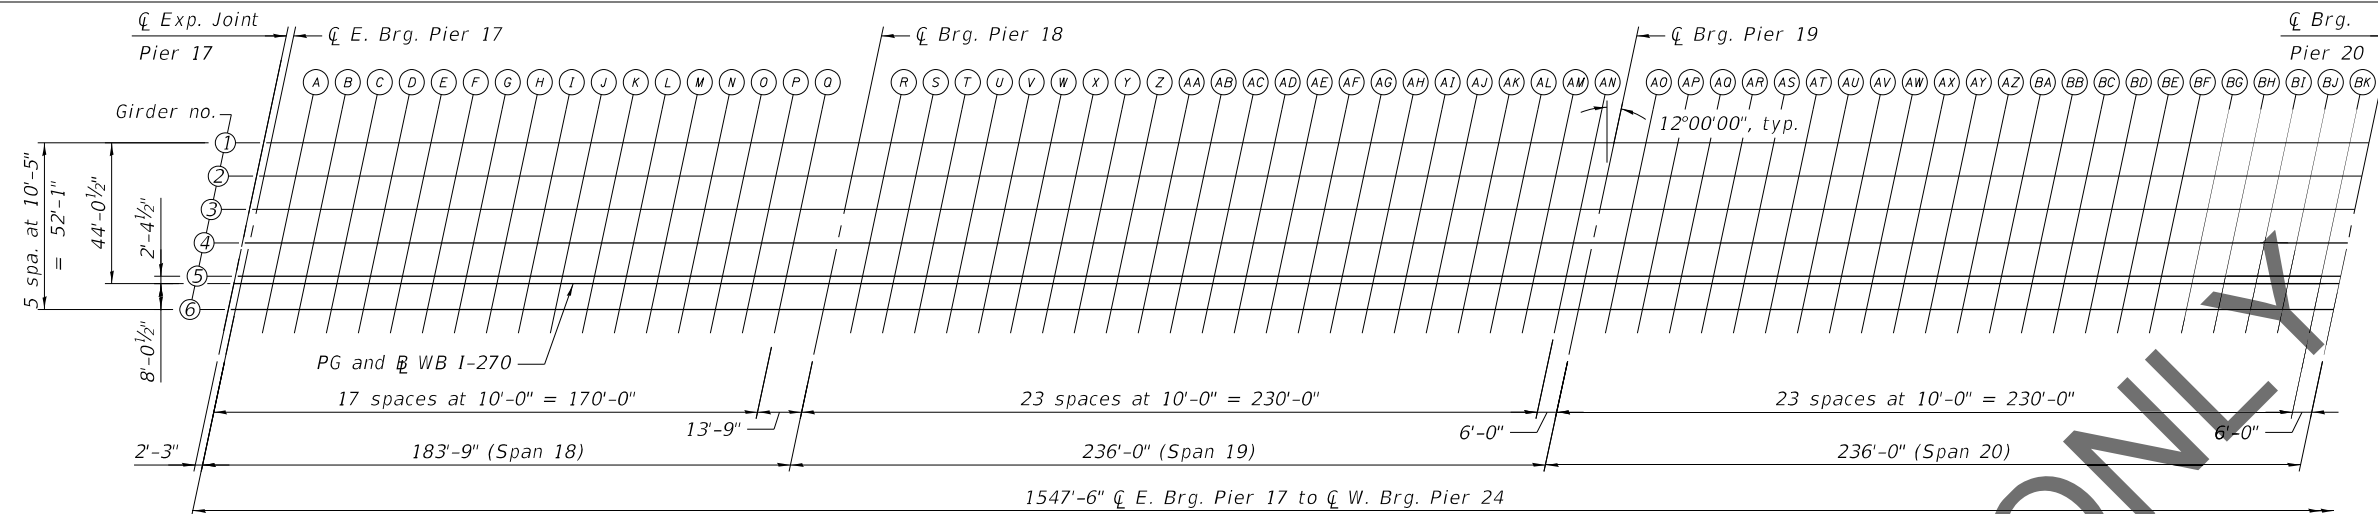 ℄ Exp. Joint
Pier 17
℄ E. Brg. Pier 17
℄ Brg. Pier 18
℄ Brg. Pier 19
℄ Brg.
Pier 20
A B C D E F G H I J K L M N O P Q R S T U V W X Y Z AA AB AC AD AE AF AG AH AI AJ AK AL AM AN AO AP AQ AR AS AT AU AV AW AX AY AZ BA BB BC BD BE BF BG BH BI BJ BK
Girder no.
12°00'00", typ.
1
2
3
4
5
6
5 spa. at 10'-5"
= 52'-1"
44'-0½"
2'-4½"
8'-0½"
PG and ⅊ WB I-270
17 spaces at 10'-0" = 170'-0"
23 spaces at 10'-0" = 230'-0"
23 spaces at 10'-0" = 230'-0"
13'-9"
6'-0"
6'-0"
2'-3"
183'-9" (Span 18)
236'-0" (Span 19)
236'-0" (Span 20)
1547'-6" ℄ E. Brg. Pier 17 to ℄ W. Brg. Pier 24
ONLY